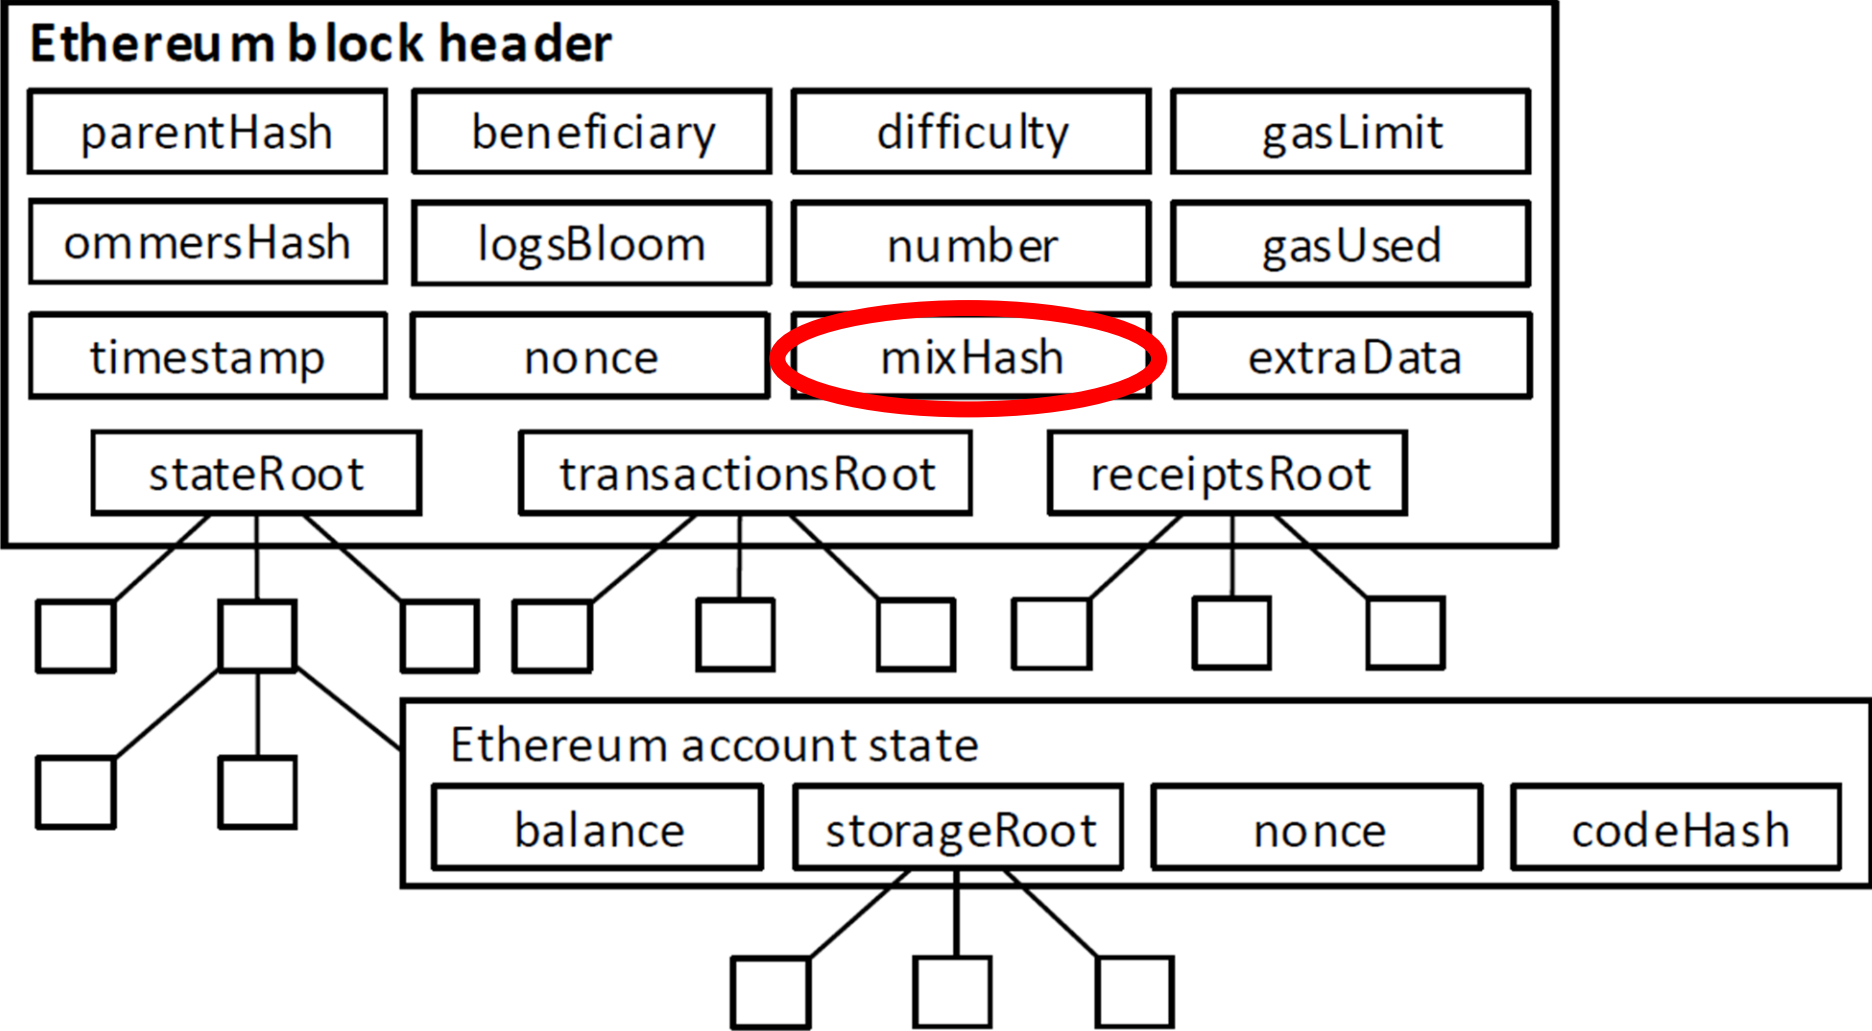 Ethereum block header
parentHash beneficiary difficulty gasLimit
ommersHash logsBloom number gasUsed
timestamp nonce mixHash extraData
stateRoot transactionsRoot receiptsRoot
Ethereum account state
balance storageRoot nonce codeHash